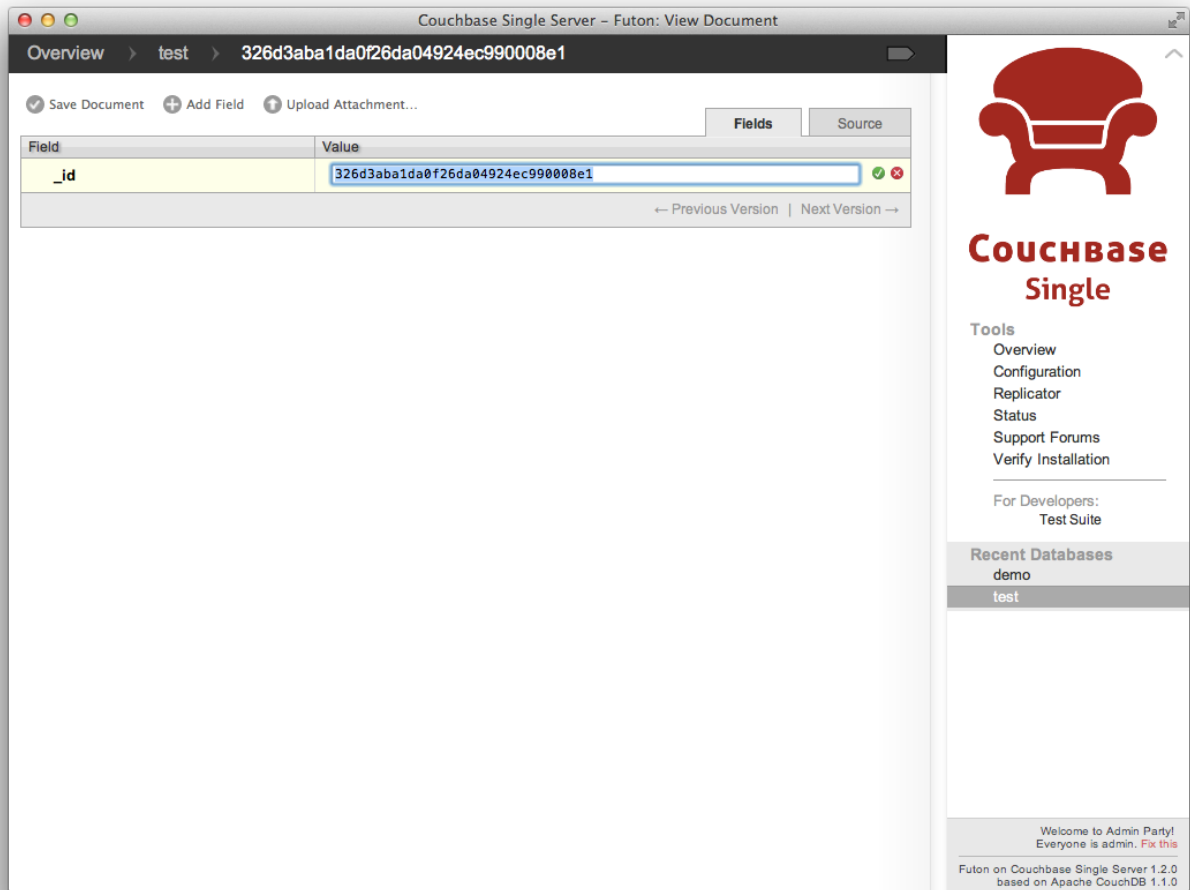 Couchbase Single Server – Futon: View Document
Overview test 326d3aba1da0f26da04924ec990008e1
Save Document Add Field Upload Attachment...
Fields Source
Field Value
_id 326d3aba1da0f26da04924ec990008e1
← Previous Version | Next Version →
Couchbase
Single
Tools
Overview
Configuration
Replicator
Status
Support Forums
Verify Installation
For Developers:
Test Suite
Recent Databases
demo
test
Welcome to Admin Party!
Everyone is admin. Fix this
Futon on Couchbase Single Server 1.2.0
based on Apache CouchDB 1.1.0